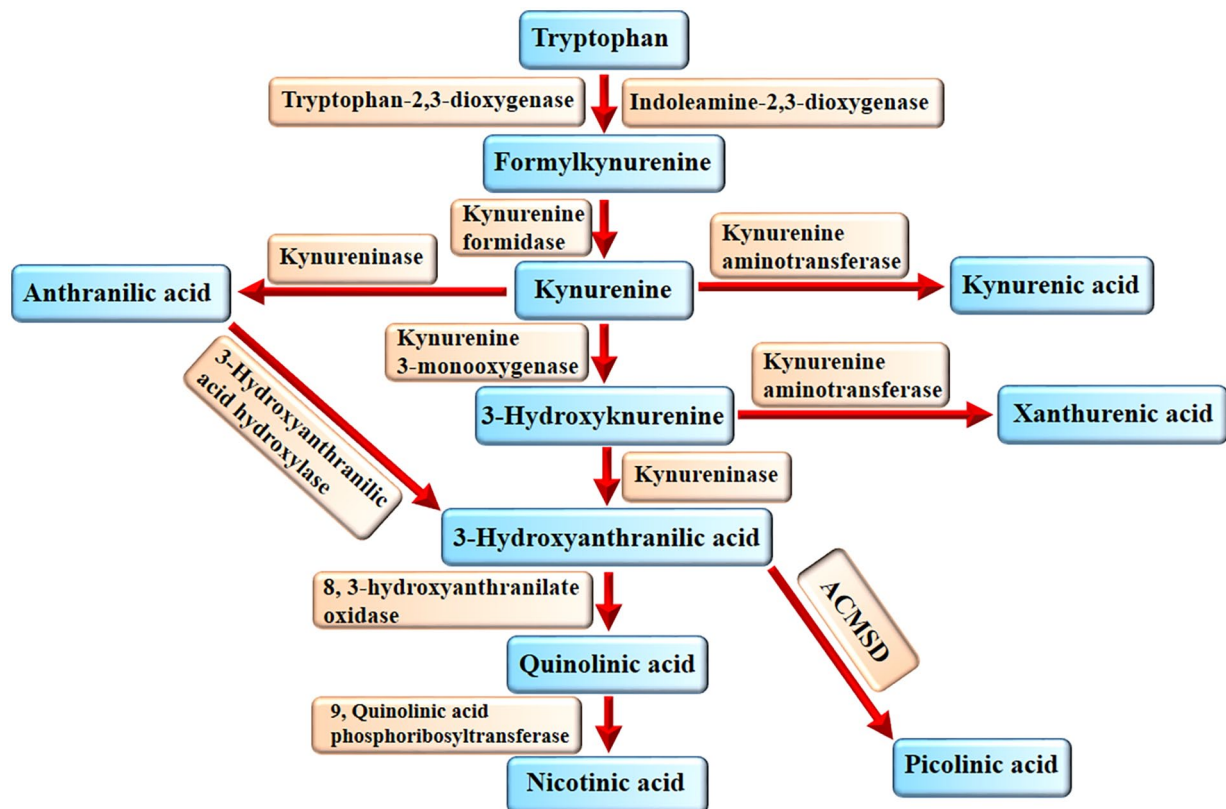 Tryptophan
Tryptophan-2,3-dioxygenase
Indoleamine-2,3-dioxygenase
Formylkynurenine
Kynurenine
formidase
Kynurenine
aminotransferase
Kynureninase
Anthranilic acid
Kynurenine
Kynurenic acid
Kynurenine
3-monooxygenase
Kynurenine
aminotransferase
3-Hydroxyanthranilic
acid hydroxylase
3-Hydroxyknurenine
Xanthurenic acid
Kynureninase
3-Hydroxyanthranilic acid
8, 3-hydroxyanthranilate
oxidase
ACMSD
Quinolinic acid
9, Quinolinic acid
phosphoribosyltransferase
Nicotinic acid
Picolinic acid